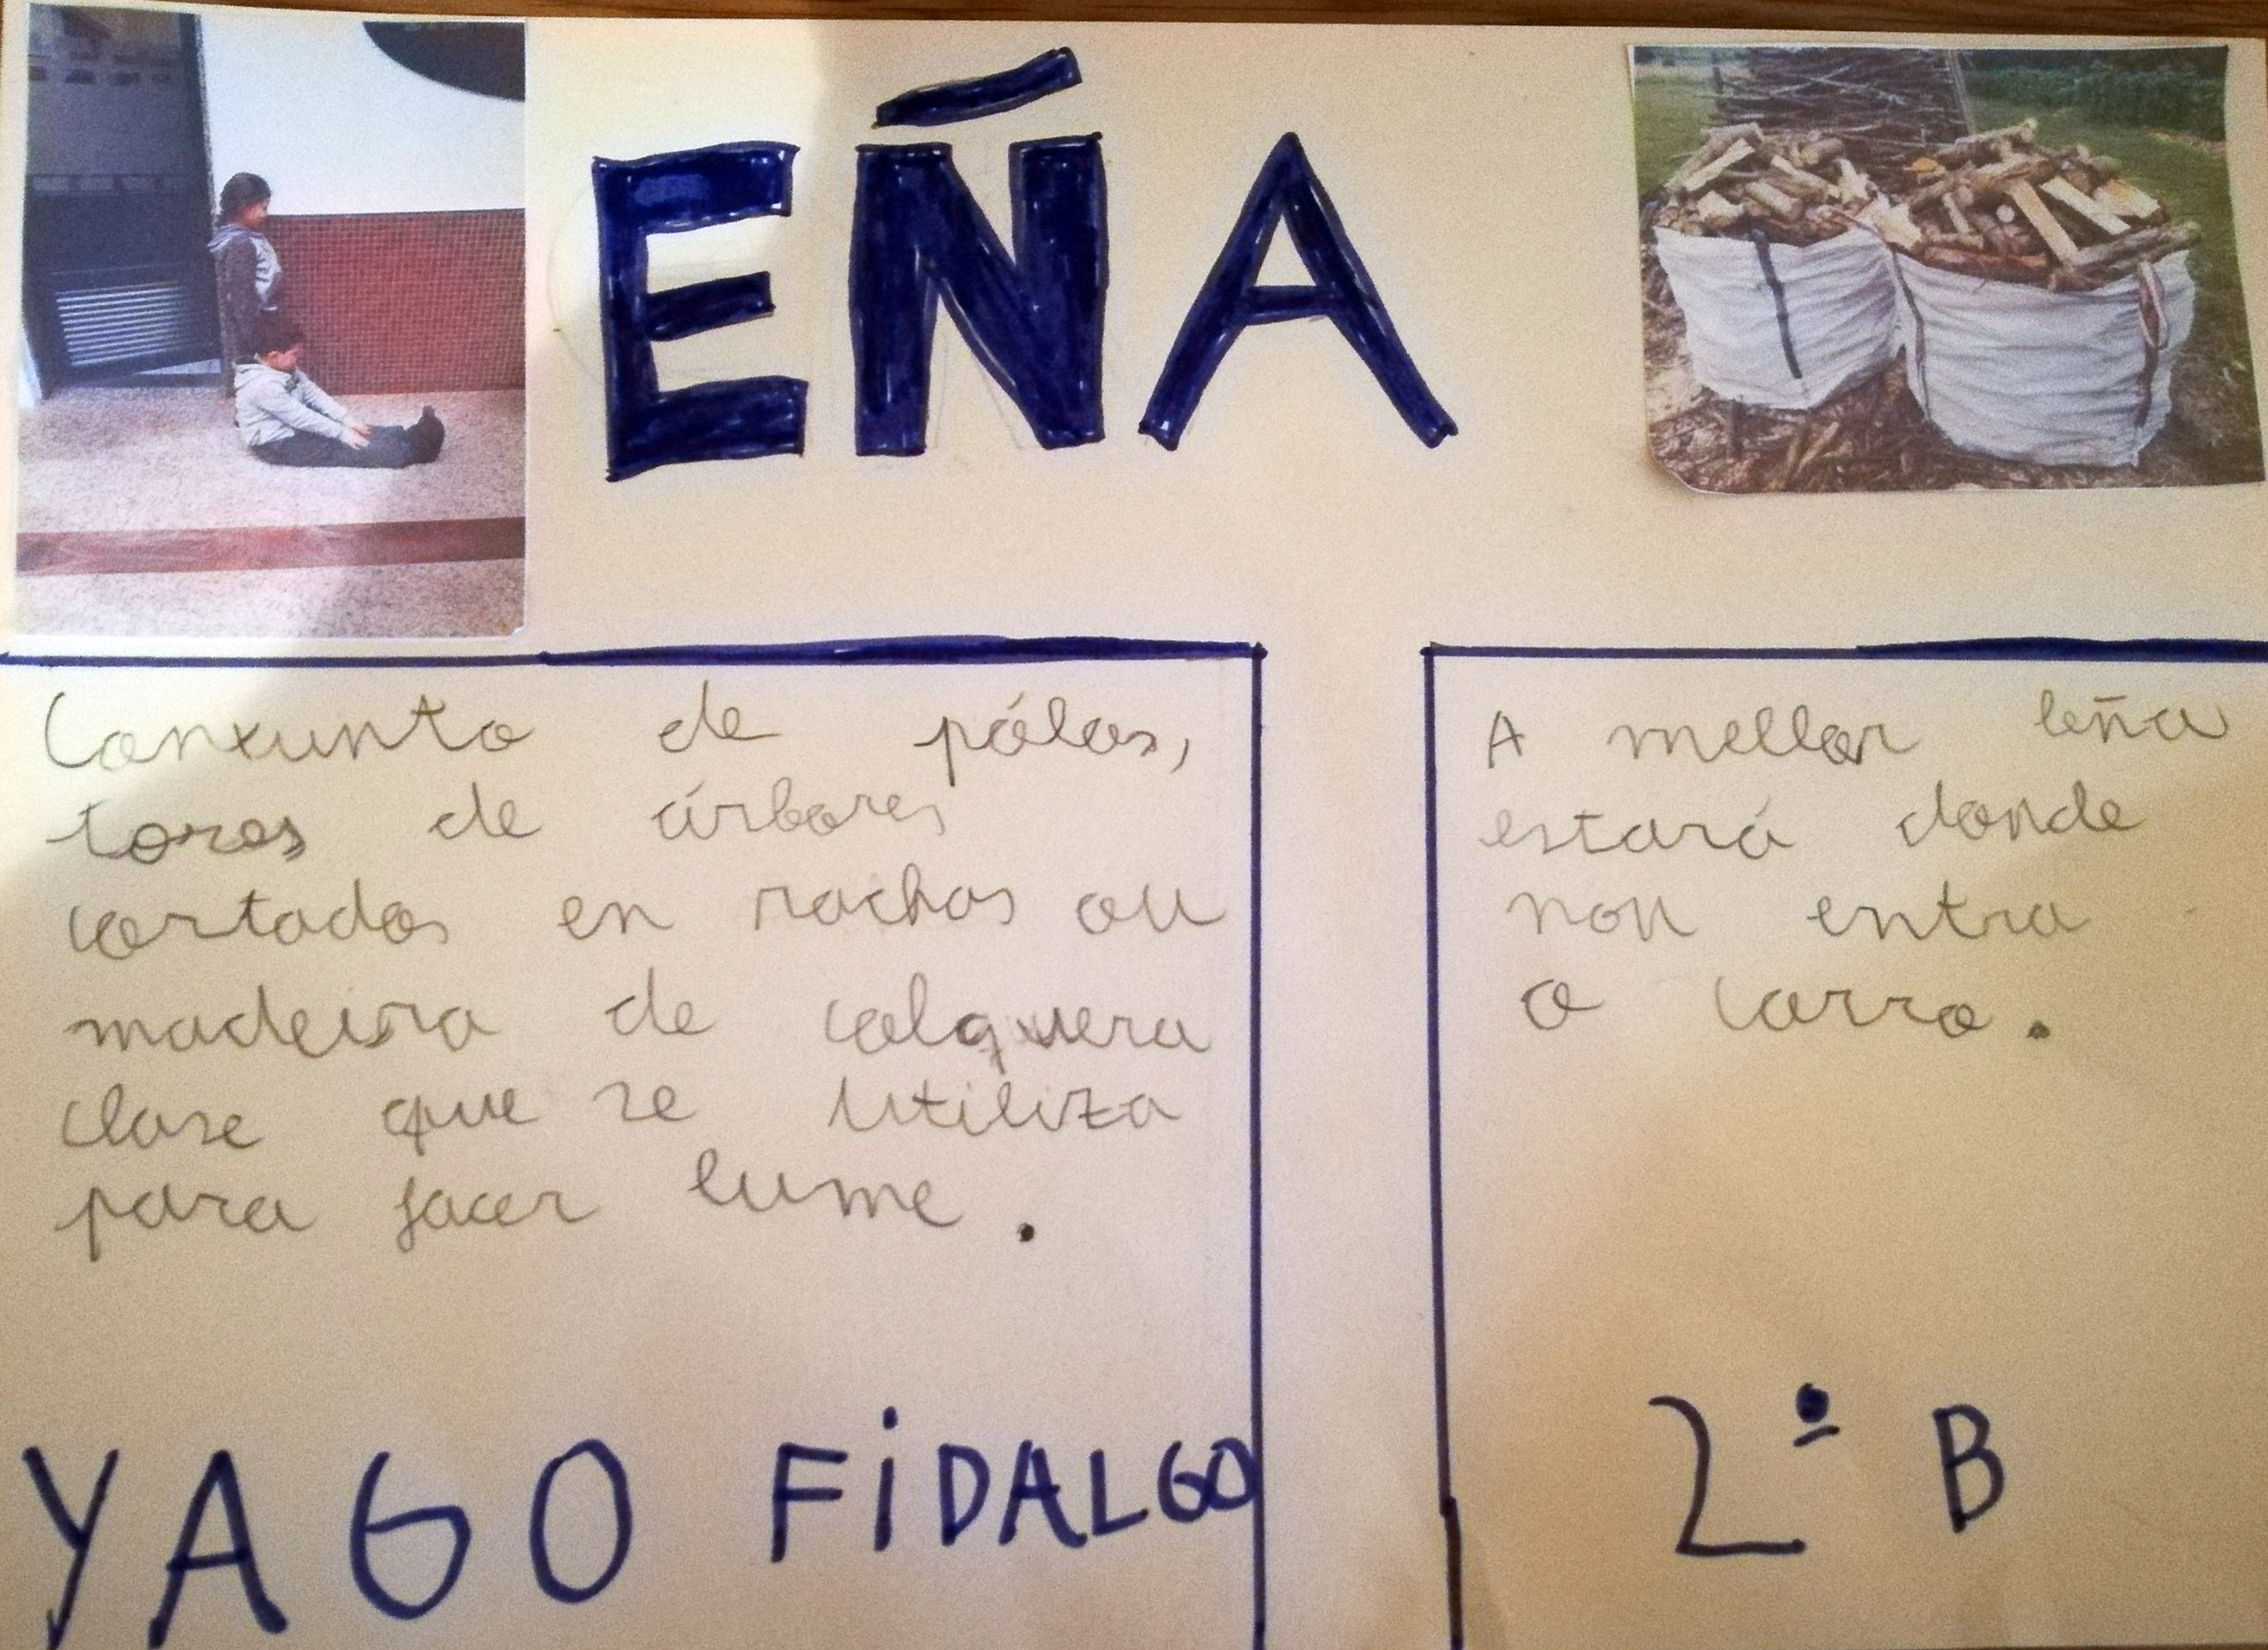 EÑA
Conxunto de pólas,
toros de árbores
cortados en rachas ou
madeira de calquera
clase que se utiliza
para facer lume.
A mellor leña
estará donde
non entra
o carro.
YAGO FIDALGO
2º B